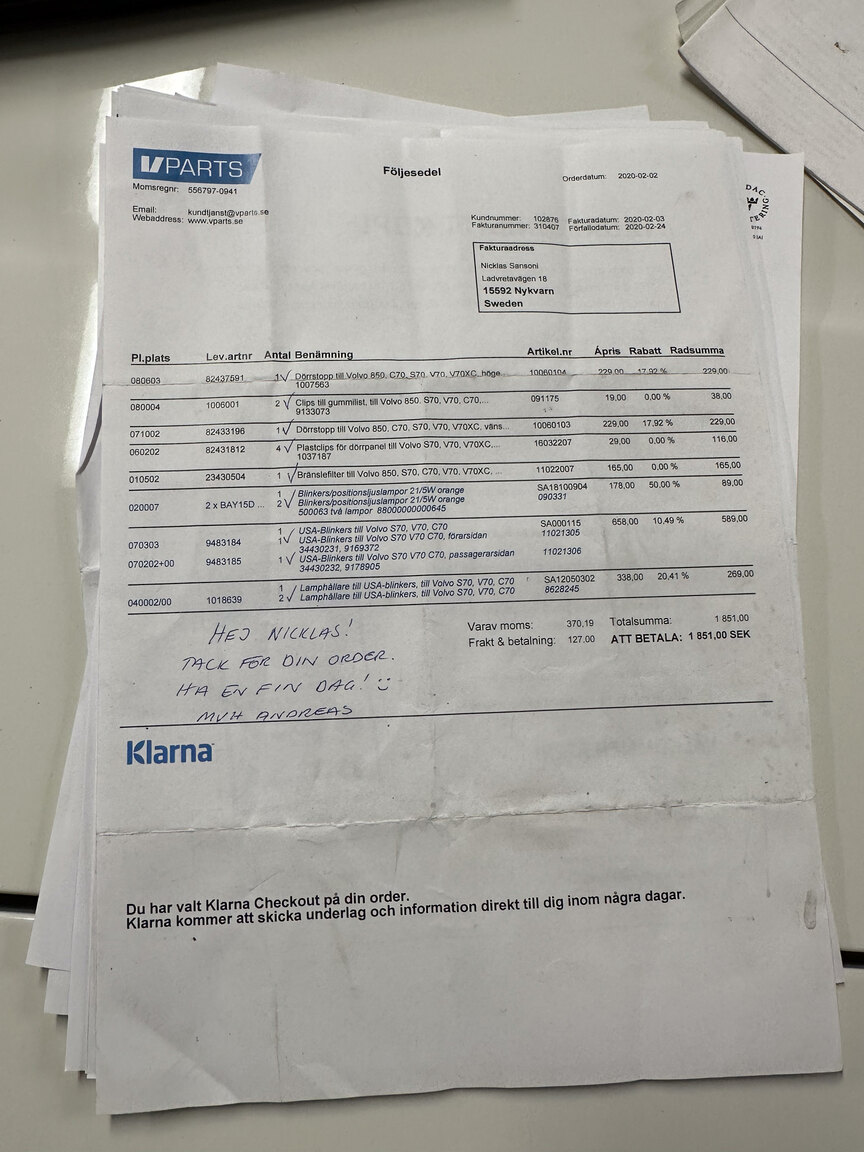 VPARTS
Följesedel
Orderdatum: 2020-02-02
Momsregnr: 556797-0941
Email: kundtjanst@vparts.se
Webaddress: www.vparts.se
Kundnummer: 102876 Fakturadatum: 2020-02-03
Fakturanummer: 310407 Förfallodatum: 2020-02-24
Fakturaadress
Nicklas Sansoni
Ladvretavägen 18
15592 Nykvarn
Sweden
Pl.plats Lev.artnr Antal Benämning Artikel.nr Ápris Rabatt Radsumma
080603 82437591 1 Dörrstopp till Volvo 850, C70, S70, V70, V70XC, höge... 10060104 229,00 17,92 % 229,00
1007563
080004 1006001 2 Clips till gummilist, till Volvo 850, S70, V70, C70,... 091175 19,00 0,00 % 38,00
9133073
071002 82433196 1 Dörrstopp till Volvo 850, C70, S70, V70, V70XC, väns... 10060103 229,00 17,92 % 229,00
060202 82431812 4 Plastclips för dörrpanel till Volvo S70, V70, V70XC,... 16032207 29,00 0,00 % 116,00
1037187
010502 23430504 1 Bränslefilter till Volvo 850, S70, C70, V70, V70XC, ... 11022007 165,00 0,00 % 165,00
1 Blinkers/positionsljuslampor 21/5W orange SA18100904 178,00 50,00 % 89,00
020007 2 x BAY15D ... 2 Blinkers/positionsljuslampor 21/5W orange 090331
500063 två lampor 88000000000645
1 USA-Blinkers till Volvo S70, V70, C70 SA000115 658,00 10,49 % 589,00
070303 9483184 1 USA-Blinkers till Volvo S70 V70 C70, förarsidan 11021305
34430231, 9169372
070202+00 9483185 1 USA-Blinkers till Volvo S70 V70 C70, passagerarsidan 11021306
34430232, 9178905
1 Lamphållare till USA-blinkers, till Volvo S70, V70, C70 SA12050302 338,00 20,41 % 269,00
040002/00 1018639 2 Lamphållare till USA-blinkers, till Volvo S70, V70, C70 8628245
Varav moms: 370,19 Totalsumma: 1 851,00
Frakt & betalning: 127,00 ATT BETALA: 1 851,00 SEK
HEJ NICKLAS!
TACK FÖR DIN ORDER.
HA EN FIN DAG! :)
MVH ANDREAS
Klarna
Du har valt Klarna Checkout på din order.
Klarna kommer att skicka underlag och information direkt till dig inom några dagar.